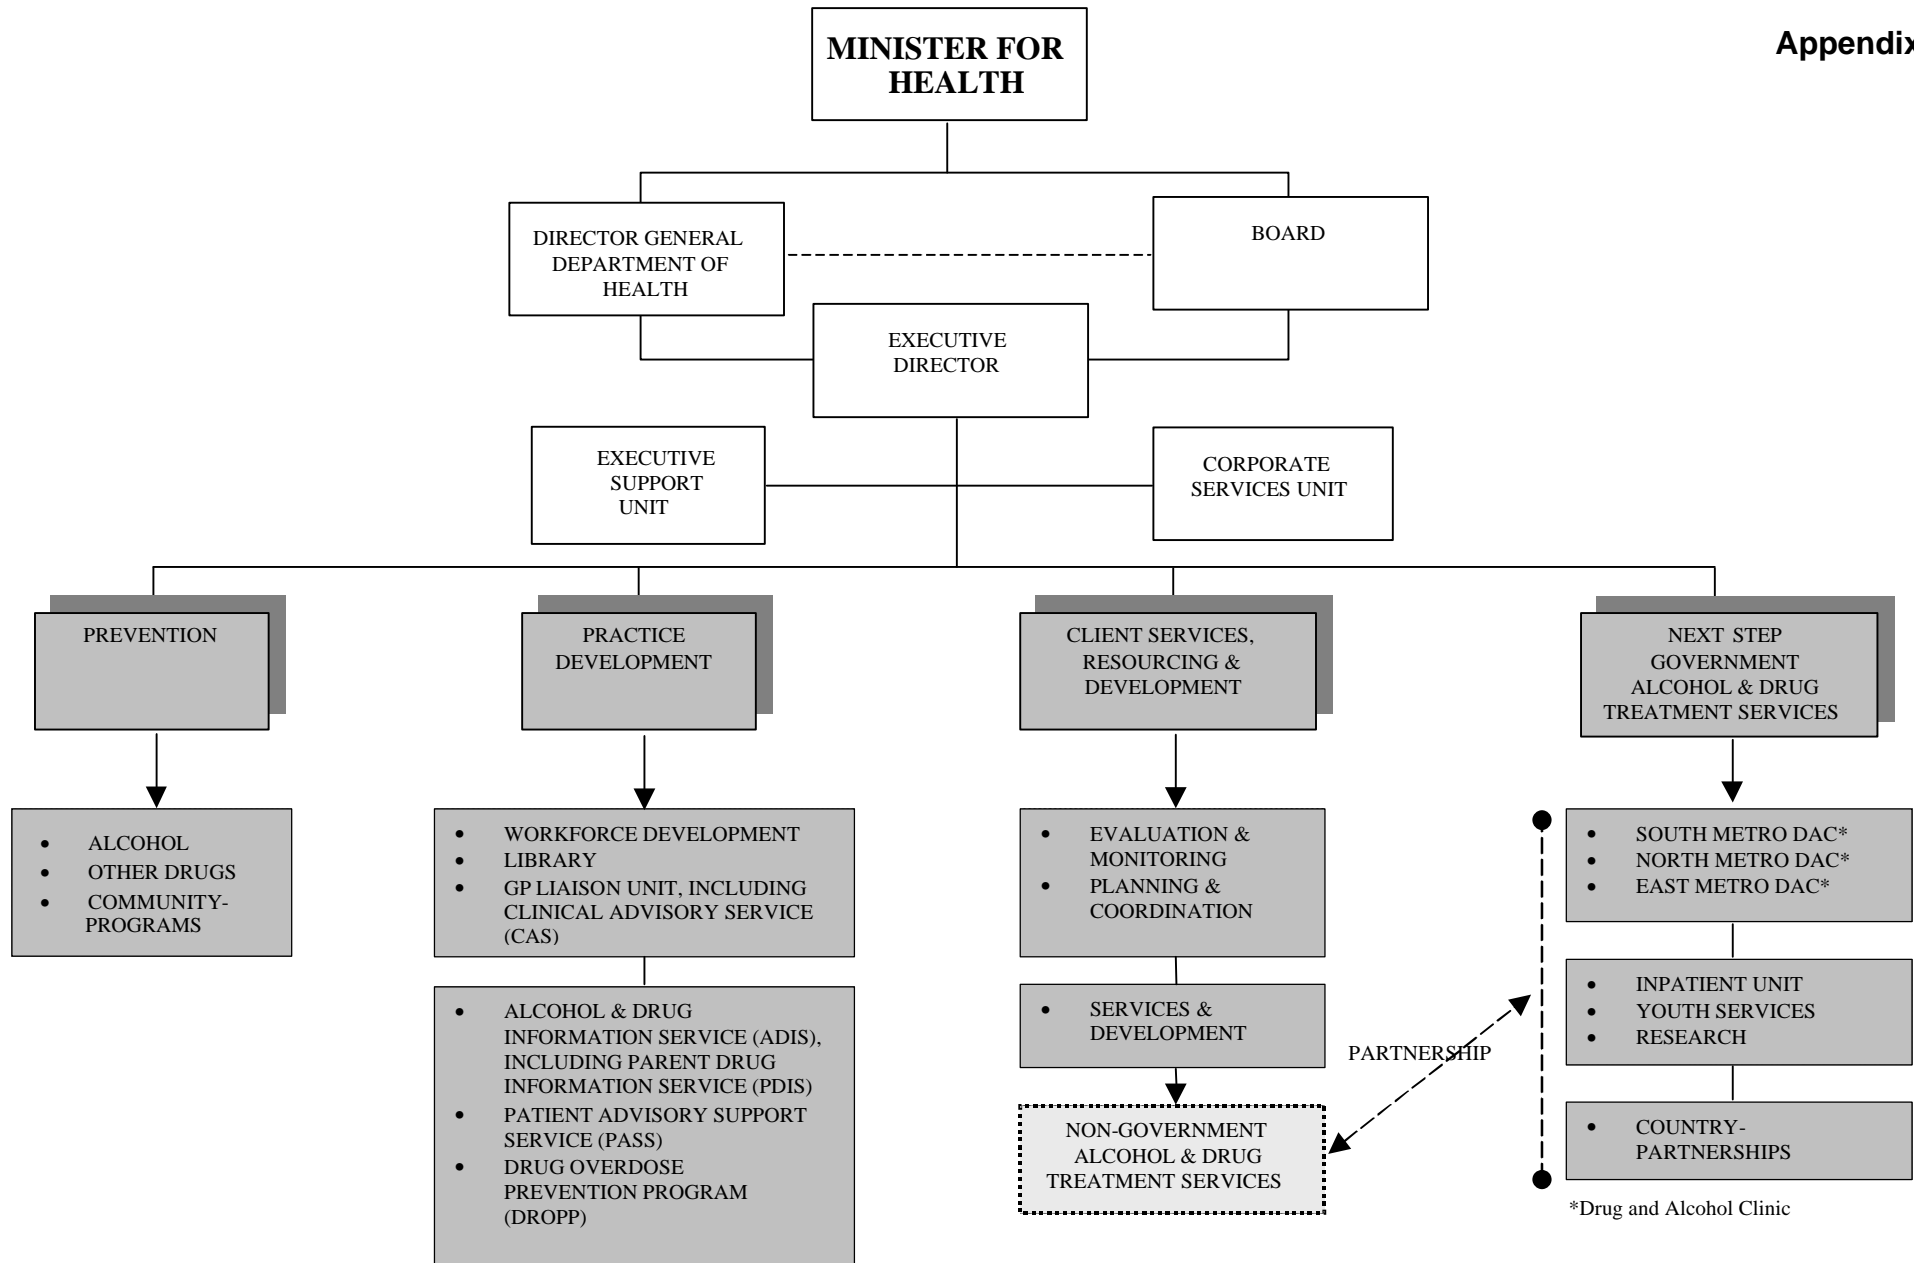 Appendix
MINISTER FOR
HEALTH
DIRECTOR GENERAL
DEPARTMENT OF
HEALTH
BOARD
EXECUTIVE
DIRECTOR
EXECUTIVE
SUPPORT
UNIT
CORPORATE
SERVICES UNIT
PREVENTION
PRACTICE
DEVELOPMENT
CLIENT SERVICES,
RESOURCING &
DEVELOPMENT
NEXT STEP
GOVERNMENT
ALCOHOL & DRUG
TREATMENT SERVICES
• ALCOHOL
• OTHER DRUGS
• COMMUNITY-
PROGRAMS
• WORKFORCE DEVELOPMENT
• LIBRARY
• GP LIAISON UNIT, INCLUDING
CLINICAL ADVISORY SERVICE
(CAS)
• ALCOHOL & DRUG
INFORMATION SERVICE (ADIS),
INCLUDING PARENT DRUG
INFORMATION SERVICE (PDIS)
• PATIENT ADVISORY SUPPORT
SERVICE (PASS)
• DRUG OVERDOSE
PREVENTION PROGRAM
(DROPP)
• EVALUATION &
MONITORING
• PLANNING &
COORDINATION
• SERVICES &
DEVELOPMENT
NON-GOVERNMENT
ALCOHOL & DRUG
TREATMENT SERVICES
PARTNERSHIP
• SOUTH METRO DAC*
• NORTH METRO DAC*
• EAST METRO DAC*
• INPATIENT UNIT
• YOUTH SERVICES
• RESEARCH
• COUNTRY-
PARTNERSHIPS
*Drug and Alcohol Clinic